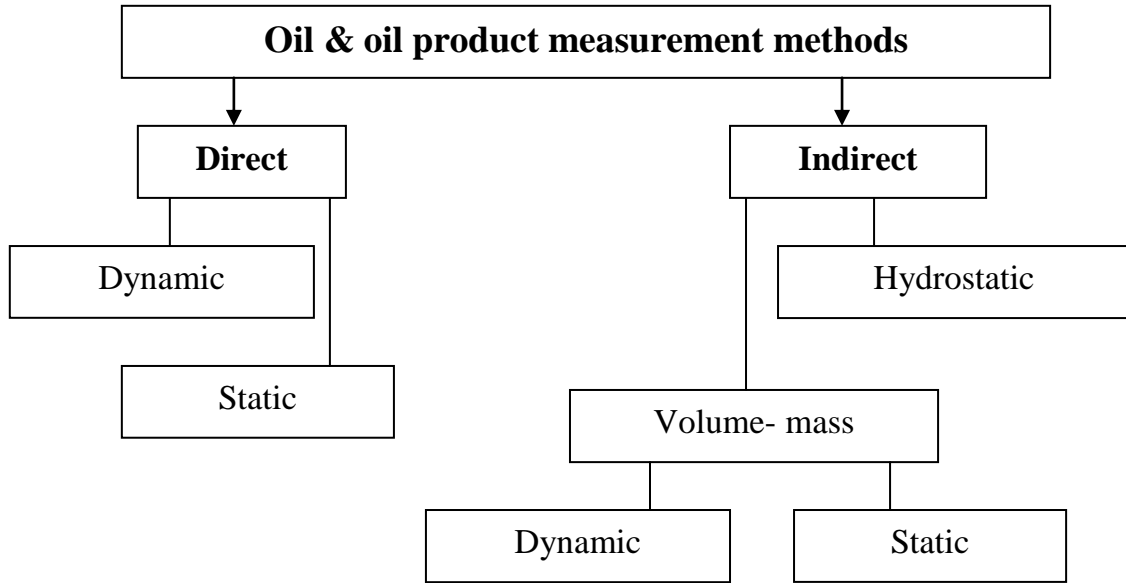 Oil & oil product measurement methods
Direct
Indirect
Dynamic
Hydrostatic
Static
Volume- mass
Dynamic
Static